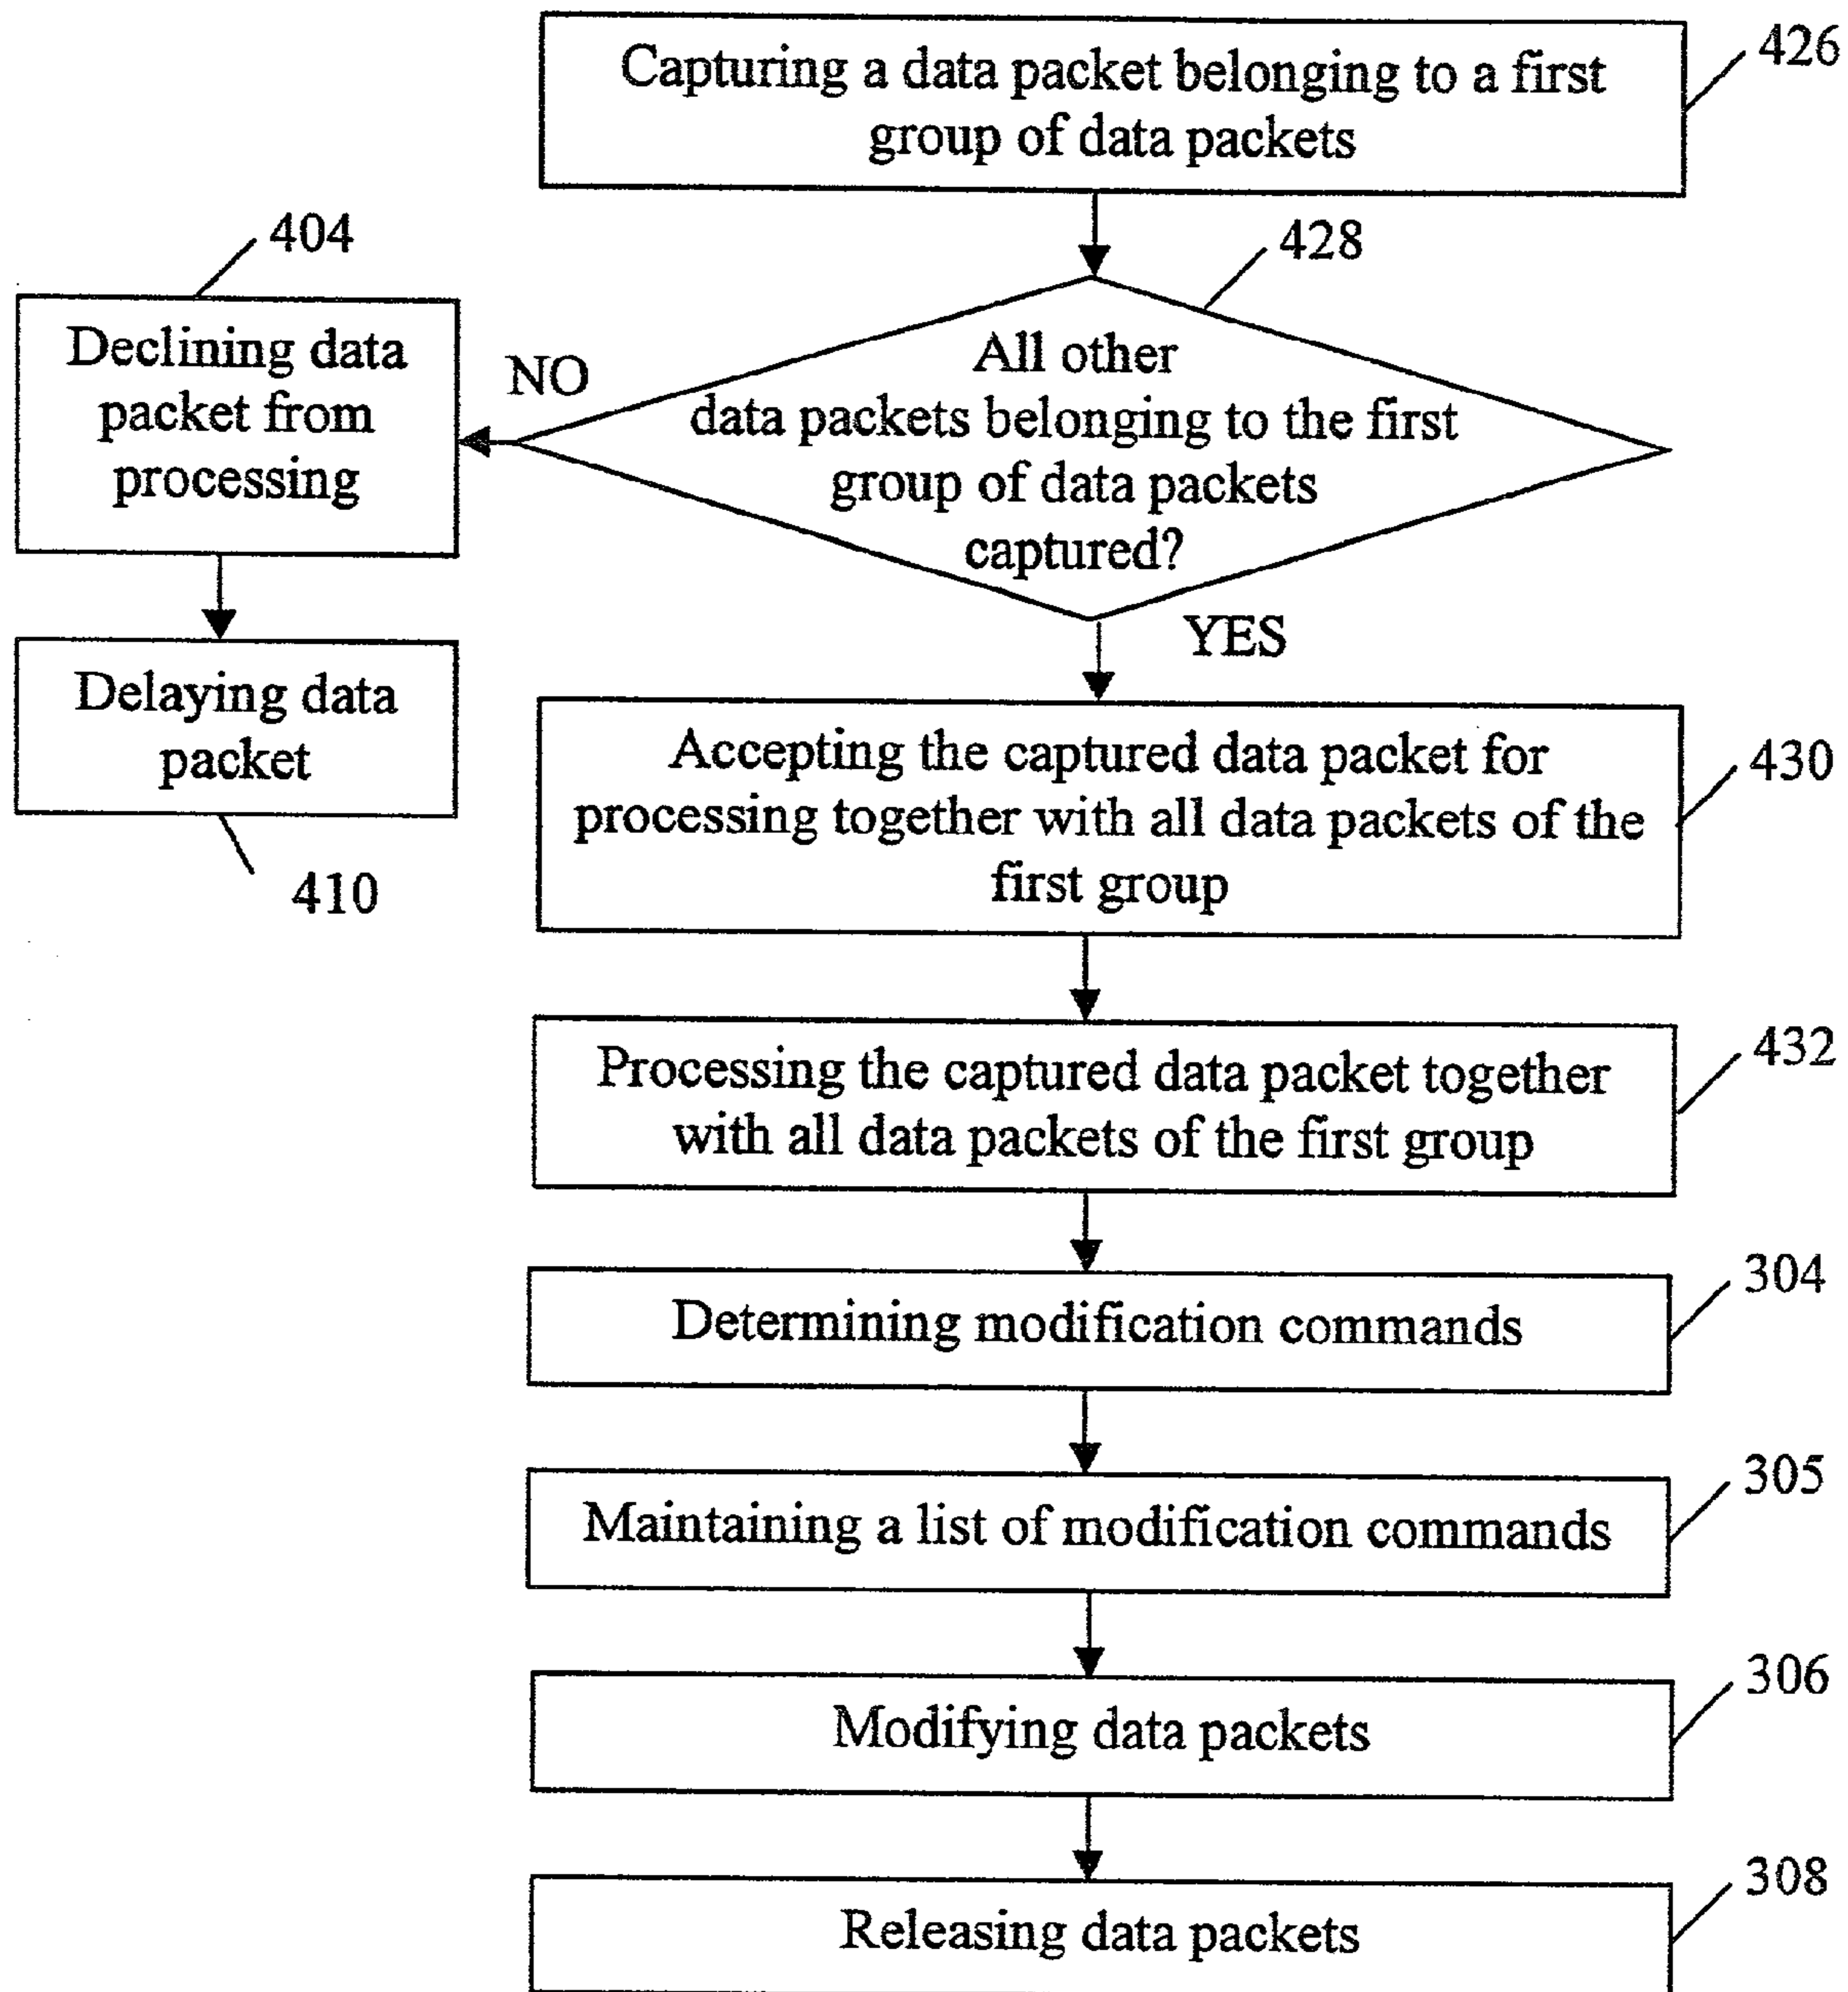 Capturing a data packet belonging to a first
group of data packets
426
428
All other
data packets belonging to the first
group of data packets
captured?
NO
404
Declining data
packet from
processing
Delaying data
packet
410
YES
Accepting the captured data packet for
processing together with all data packets of the
first group
430
Processing the captured data packet together
with all data packets of the first group
432
Determining modification commands
304
Maintaining a list of modification commands
305
Modifying data packets
306
Releasing data packets
308